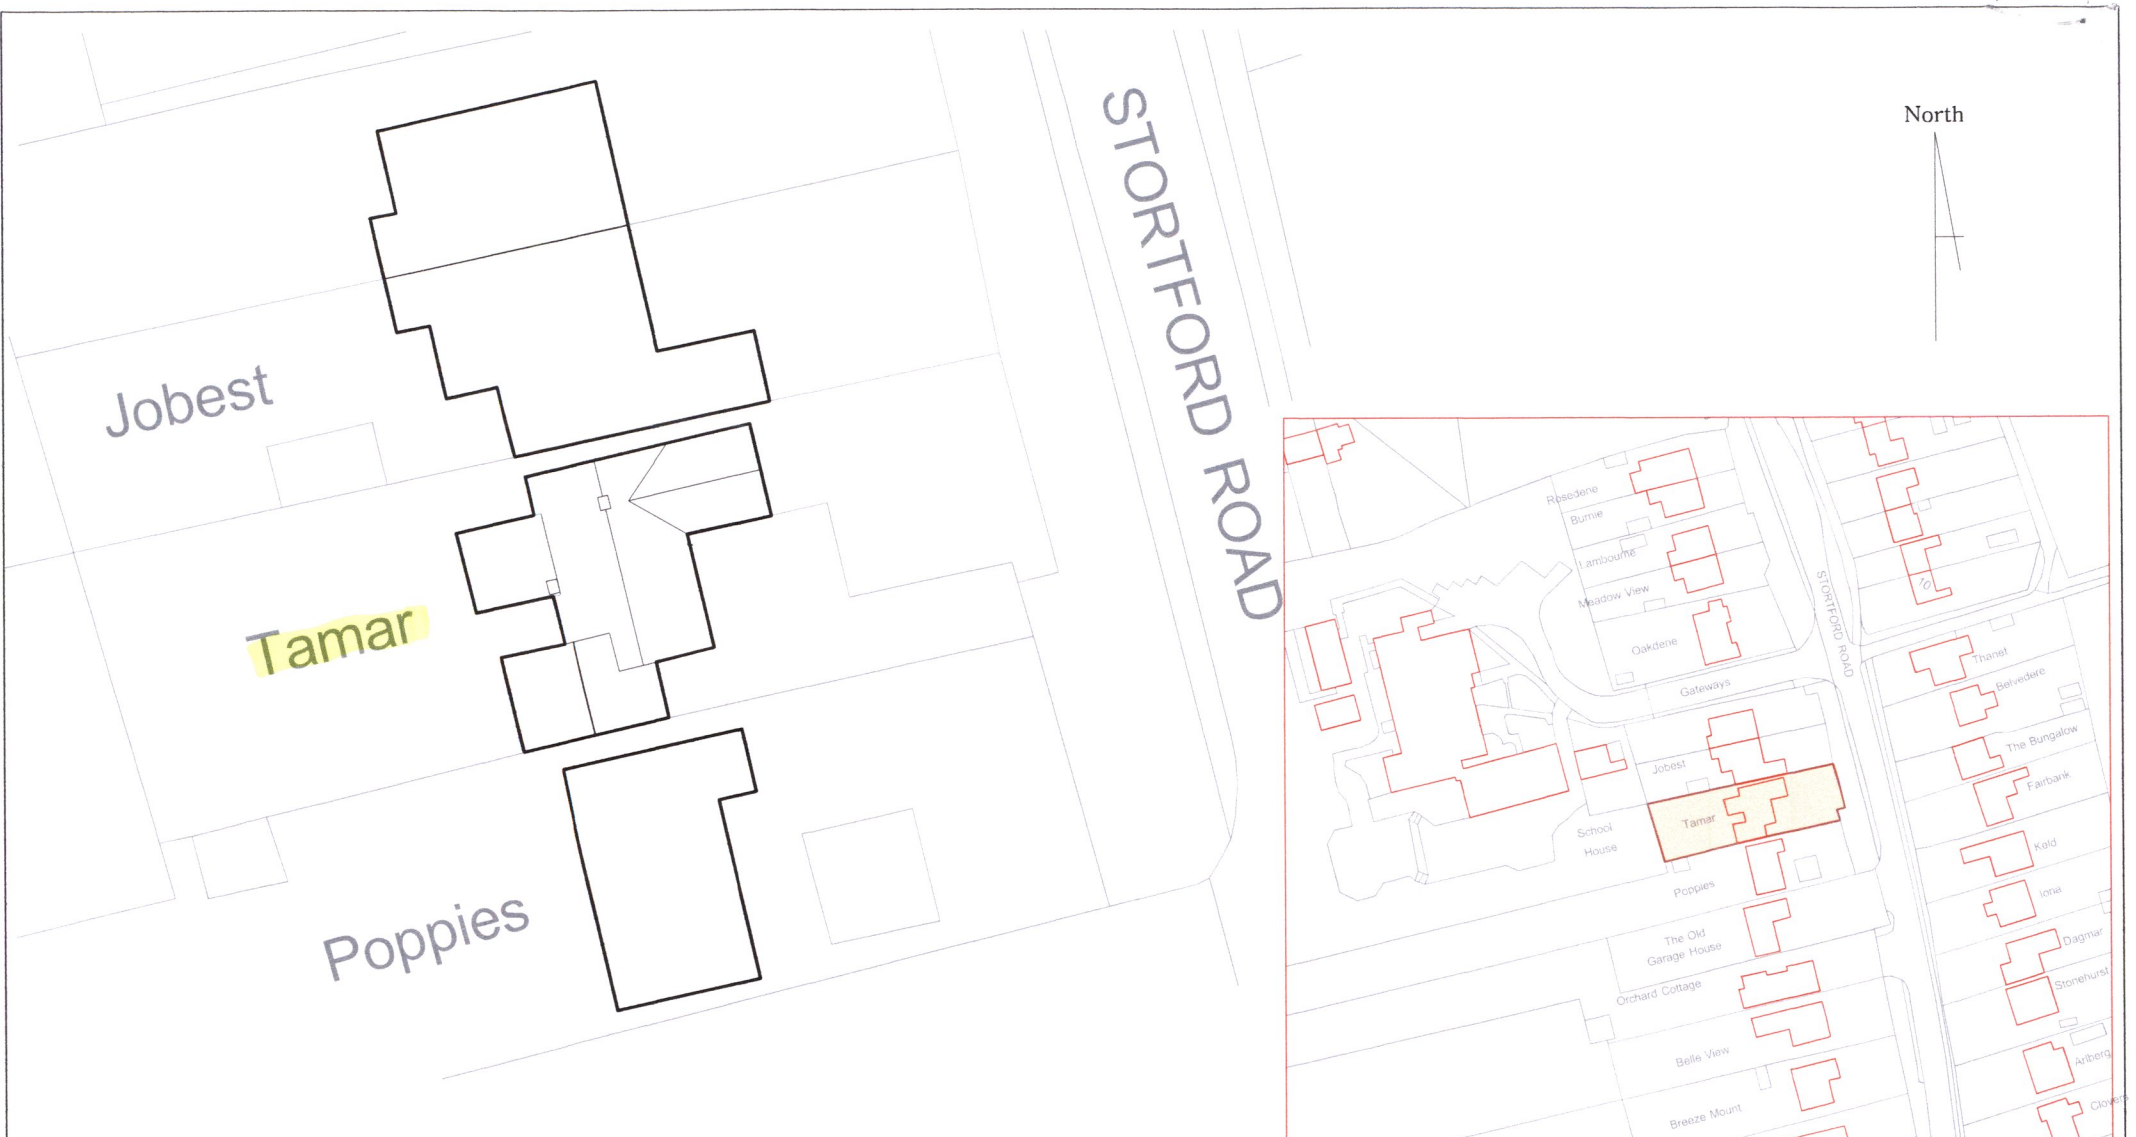 North
STORTFORD ROAD
Jobest
Tamar
Poppies
Rosedene
Burnie
Lambourne
Meadow View
Oakdene
Gateways
STORTFORD ROAD
10
Thanet
Belvedere
The Bungalow
Fairbank
Jobest
Tamar
School
House
Poppies
Keld
Iona
The Old
Garage House
Dagmar
Orchard Cottage
Stonehurst
Belle View
Arlberg
Breeze Mount